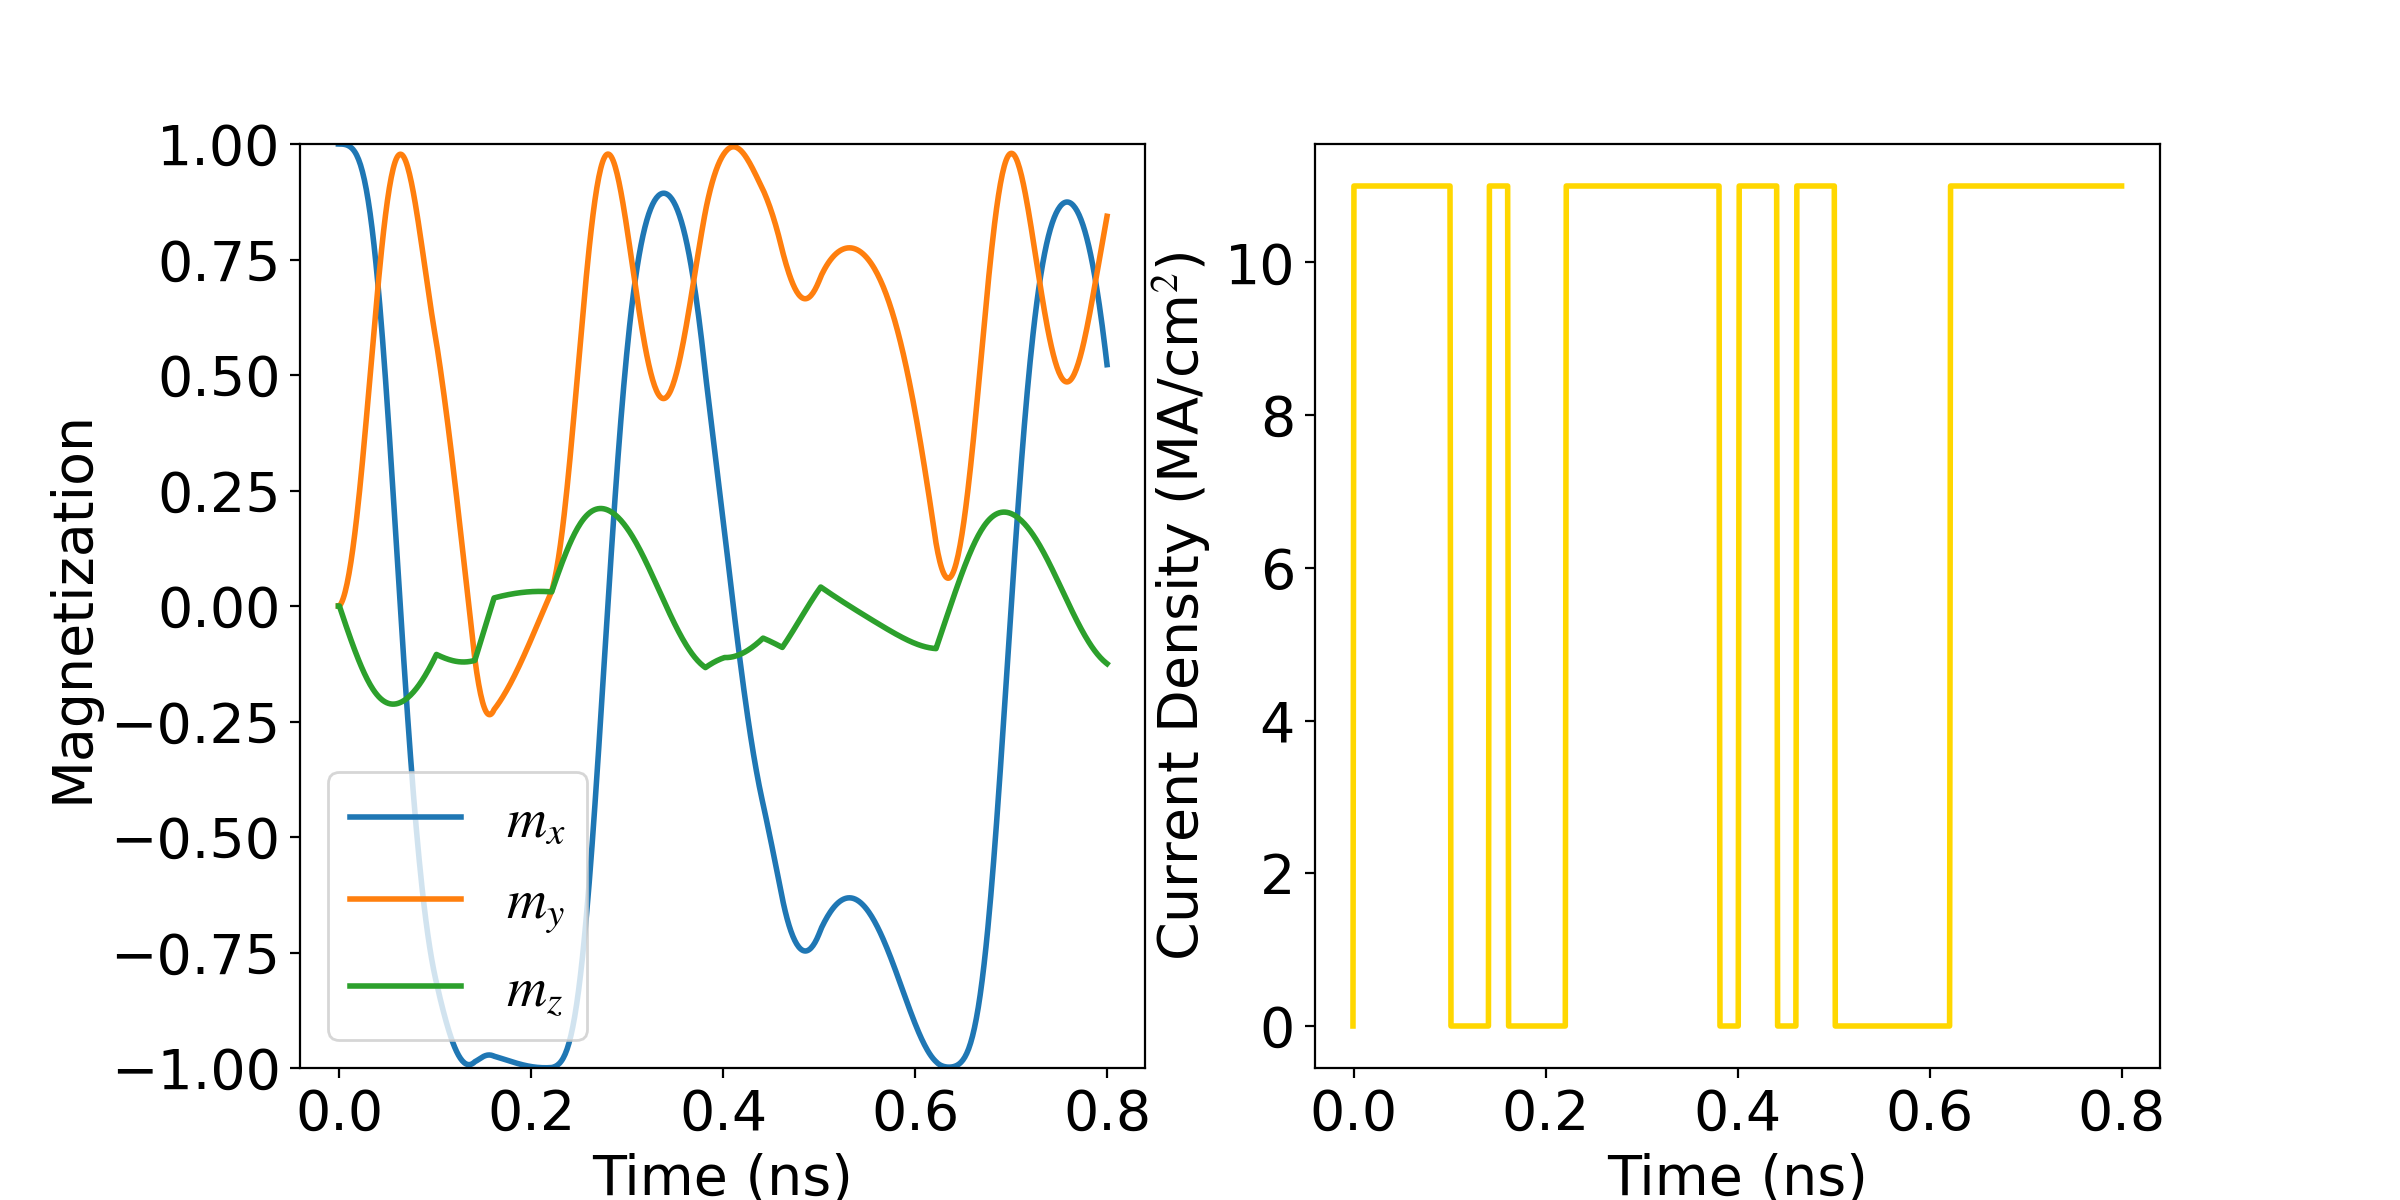 Magnetization
1.00
0.75
0.50
0.25
0.00
−0.25
−0.50
−0.75
−1.00
m_x
m_y
m_z
0.0 0.2 0.4 0.6 0.8
Time (ns)
Current Density (MA/cm²)
10
8
6
4
2
0
0.0 0.2 0.4 0.6 0.8
Time (ns)